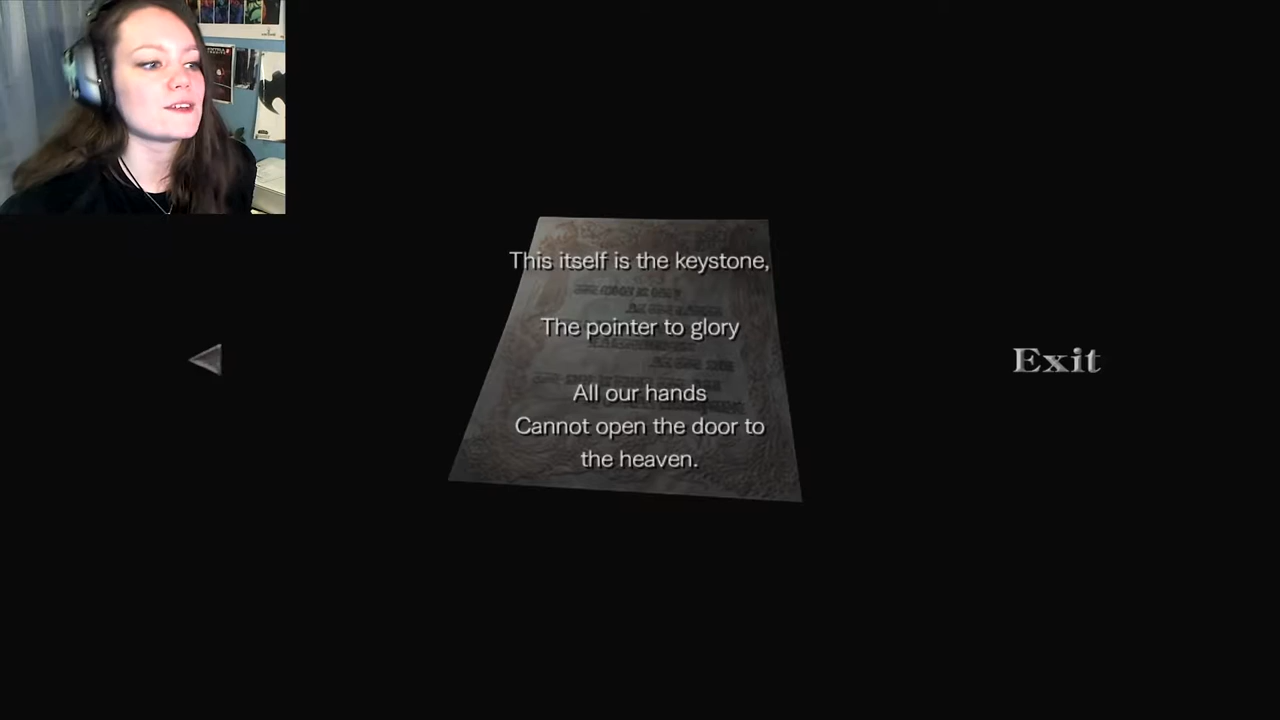 This itself is the keystone,
The pointer to glory
Exit
All our hands
Cannot open the door to
the heaven.